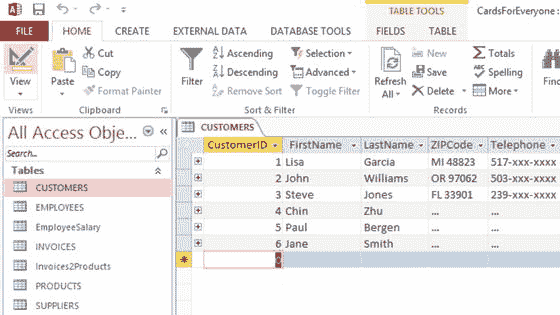 TABLE TOOLS
CardsForEveryone :
FILE HOME CREATE EXTERNAL DATA DATABASE TOOLS FIELDS TABLE
View
Views
Paste
Cut
Copy
Format Painter
Clipboard
Filter
Ascending
Descending
Remove Sort
Selection
Advanced
Toggle Filter
Sort & Filter
Refresh
All
New
Save
Delete
Totals
Spelling
More
Records
Find
All Access Obje...
Search...
Tables
CUSTOMERS
EMPLOYEES
EmployeeSalary
INVOICES
Invoices2Products
PRODUCTS
SUPPLIERS
CUSTOMERS
CustomerID FirstName LastName ZIPCode Telephone
1 Lisa Garcia MI 48823 517-xxx-xxxx
2 John Williams OR 97062 503-xxx-xxxx
3 Steve Jones FL 33901 239-xxx-xxxx
4 Chin Zhu ... ...
5 Paul Bergen ... ...
6 Jane Smith ... ...
0